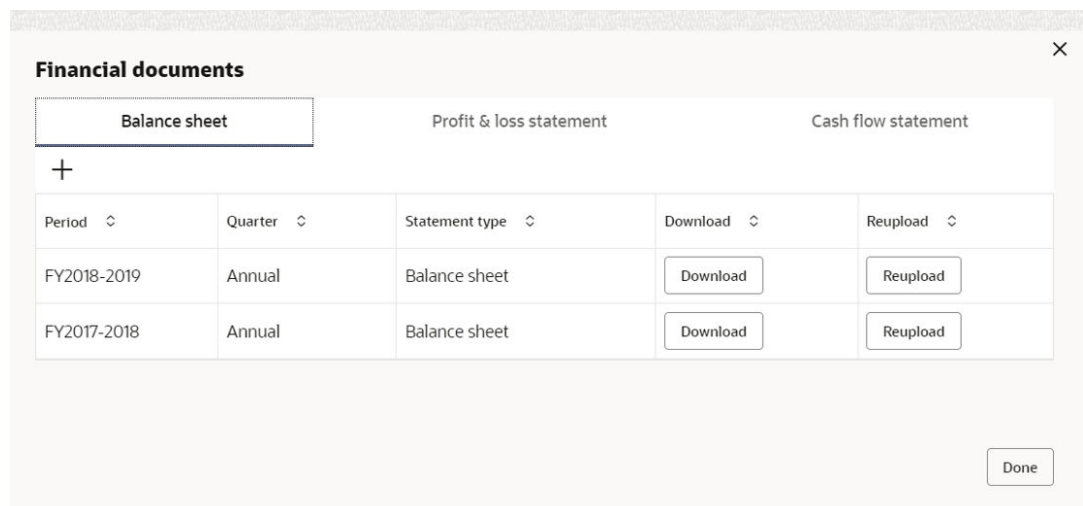 Financial documents
Balance sheet Profit & loss statement Cash flow statement
Period Quarter Statement type Download Reupload
FY2018-2019 Annual Balance sheet Download Reupload
FY2017-2018 Annual Balance sheet Download Reupload
Done